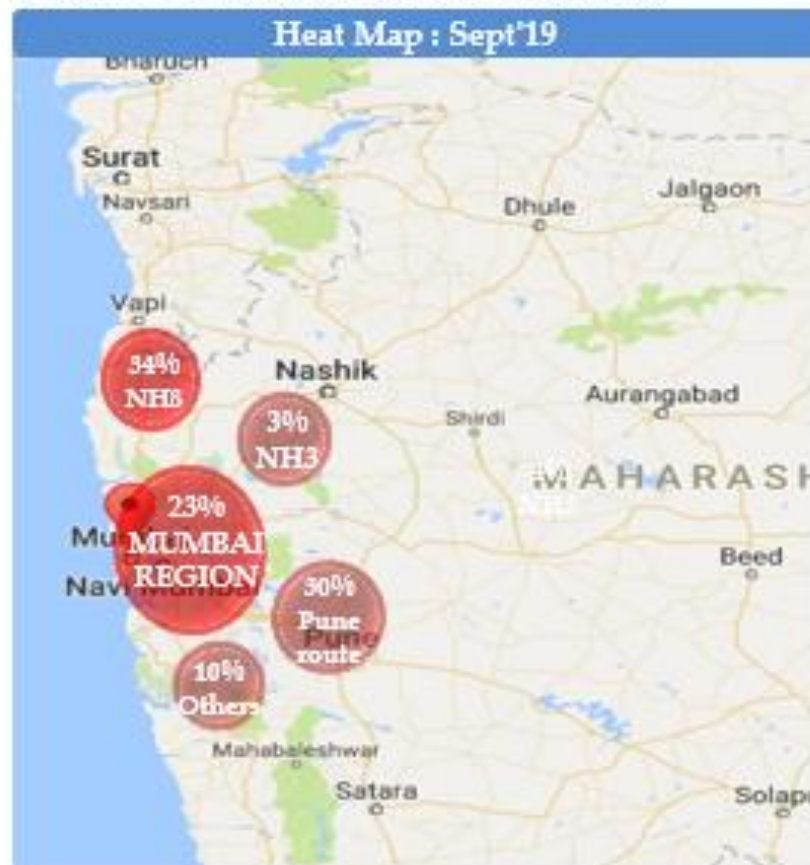 Heat Map : Sept'19
Bharuch
Surat
Navsari
Dhule
Jalgaon
Vapi
34%
NH8
Nashik
3%
NH3
Shirdi
Aurangabad
MAHARASH
23%
MUMBAI
REGION
Navi Mumbai
Beed
30%
Pune
Pune
route
10%
Others
Mahabaleshwar
Satara
Solap